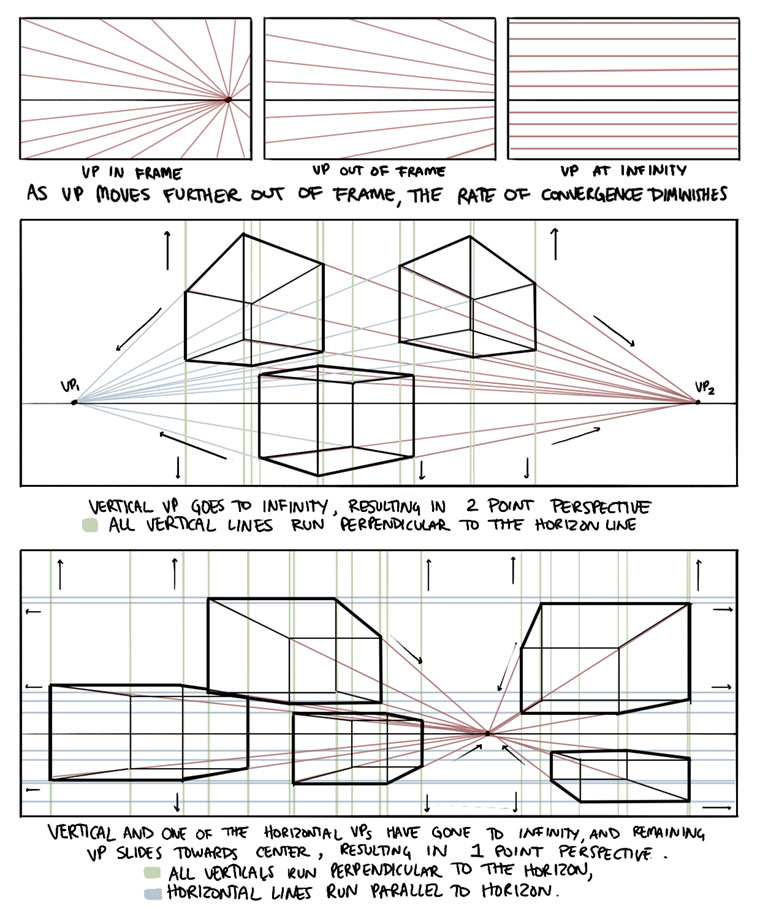 VP IN FRAME
VP OUT OF FRAME
VP AT INFINITY
AS VP MOVES FURTHER OUT OF FRAME, THE RATE OF CONVERGENCE DIMINISHES
VP1
VP2
VERTICAL VP GOES TO INFINITY, RESULTING IN 2 POINT PERSPECTIVE
ALL VERTICAL LINES RUN PERPENDICULAR TO THE HORIZON LINE
VERTICAL AND ONE OF THE HORIZONTAL VPS HAVE GONE TO INFINITY, AND REMAINING
VP SLIDES TOWARDS CENTER, RESULTING IN 1 POINT PERSPECTIVE.
ALL VERTICALS RUN PERPENDICULAR TO THE HORIZON,
HORIZONTAL LINES RUN PARALLEL TO HORIZON.